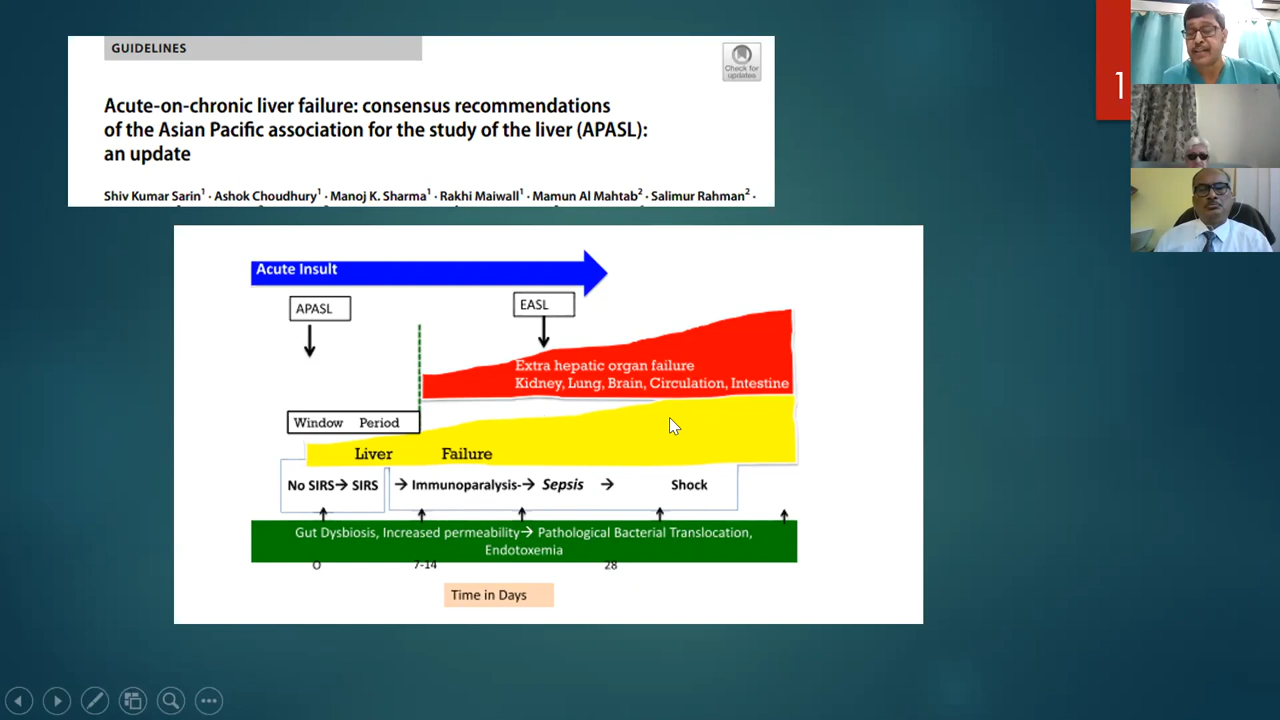 GUIDELINES
Check for
updates
Acute-on-chronic liver failure: consensus recommendations
of the Asian Pacific association for the study of the liver (APASL):
an update
Shiv Kumar Sarin1 · Ashok Choudhury1 · Manoj K. Sharma1 · Rakhi Maiwall1 · Mamun Al Mahtab2 · Salimur Rahman2 ·
1
Acute Insult
APASL
EASL
Extra hepatic organ failure
Kidney, Lung, Brain, Circulation, Intestine
Window Period
Liver Failure
No SIRS→ SIRS → Immunoparalysis-→ Sepsis → Shock
Gut Dysbiosis, Increased permeability→ Pathological Bacterial Translocation,
Endotoxemia
0 7-14 28
Time in Days